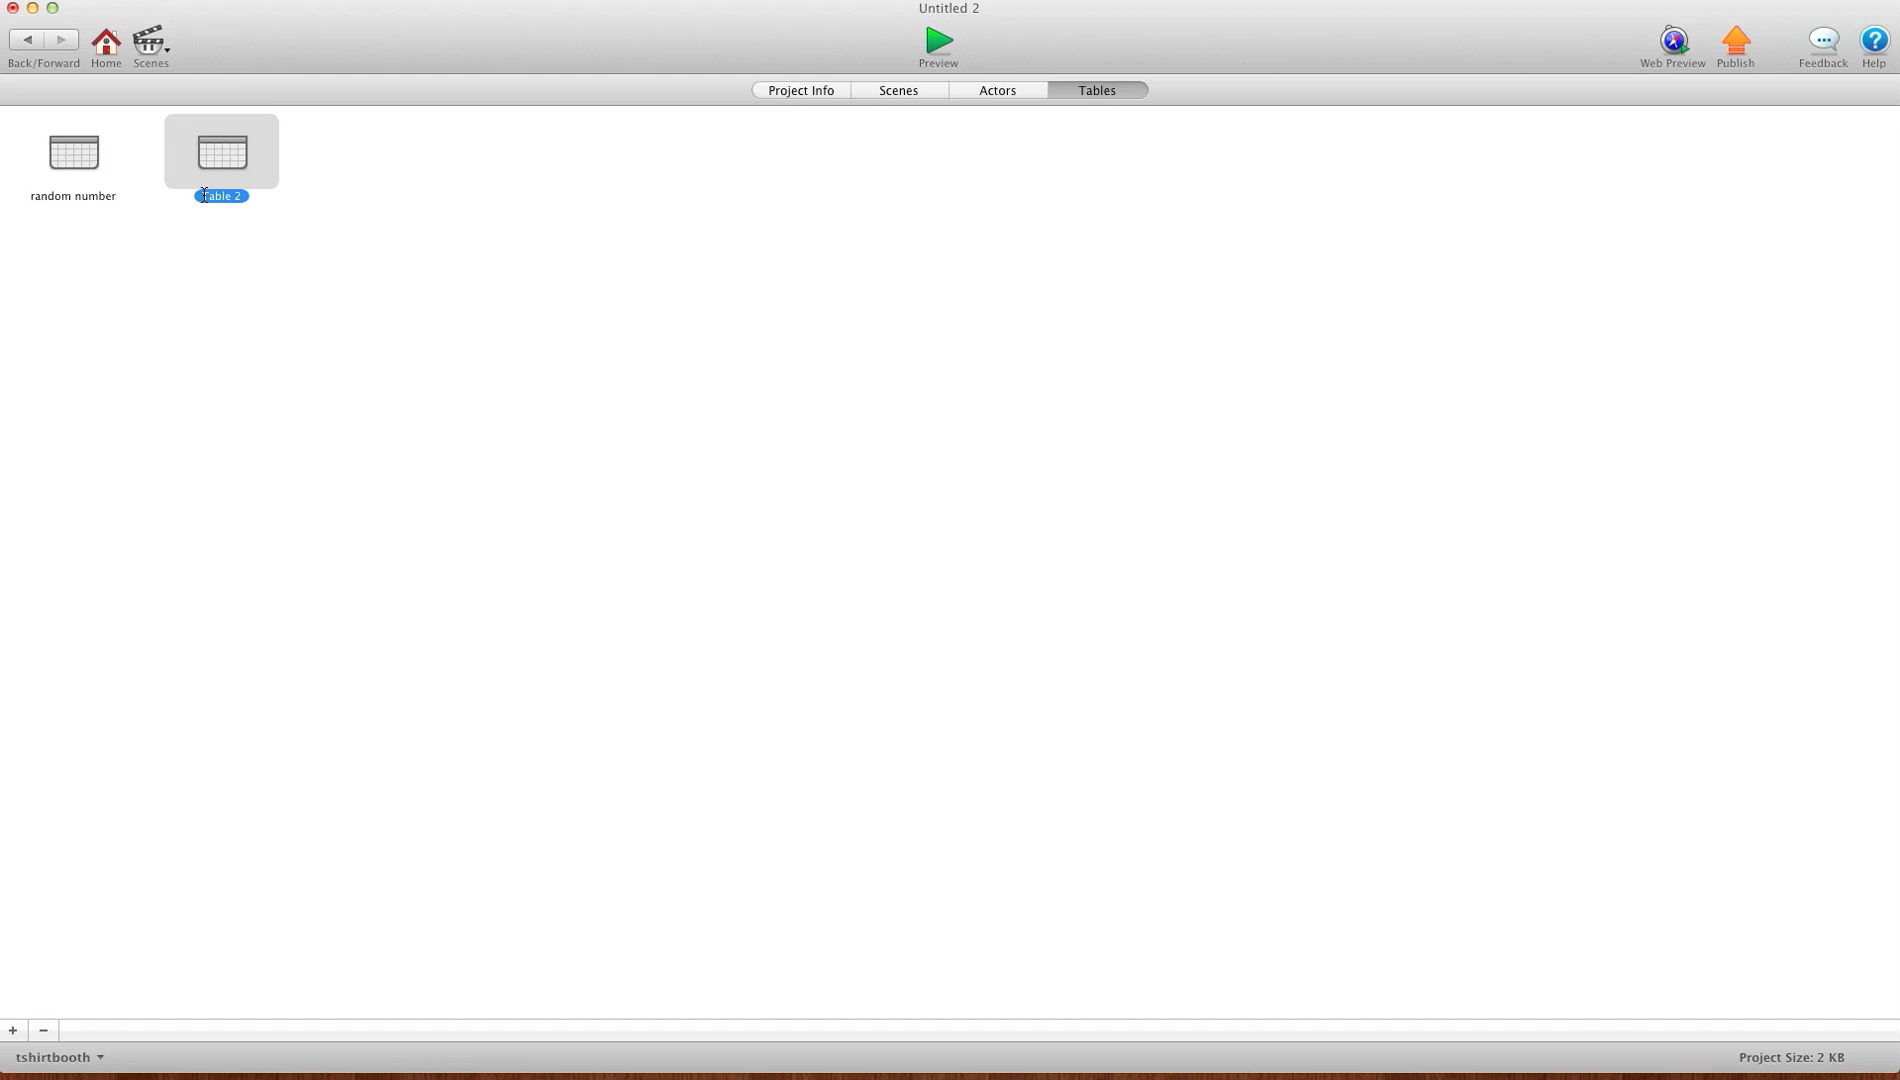 Untitled 2
Back/Forward Home Scenes Preview Web Preview Publish Feedback Help
Project Info Scenes Actors Tables
random number Table 2
tshirtbooth Project Size: 2 KB